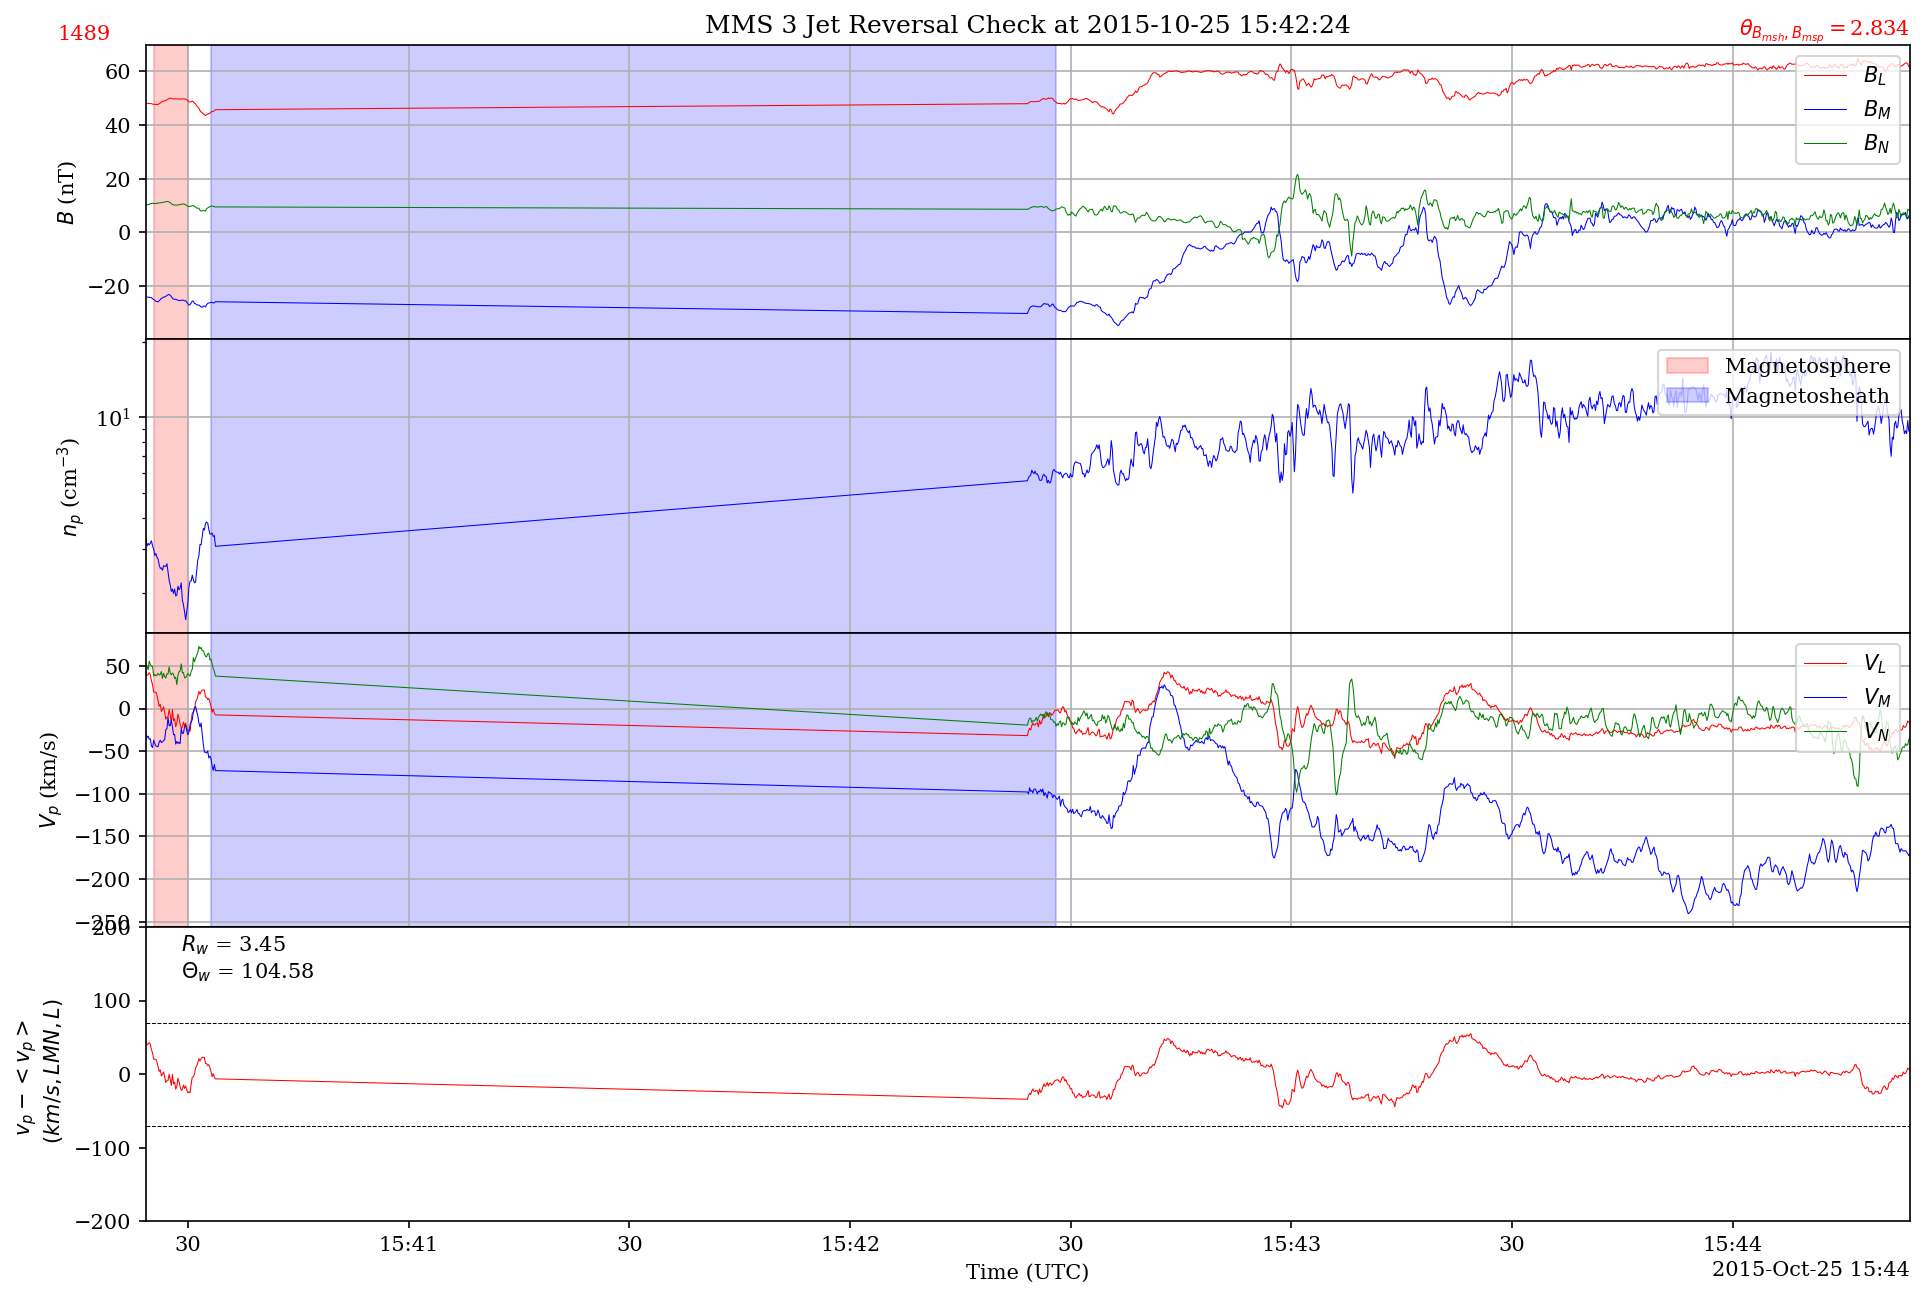 MMS 3 Jet Reversal Check at 2015-10-25 15:42:24
1489
θ_{B_{msh}, B_{msp}} = 2.834
60
40
20
0
−20
B (nT)
B_L
B_M
B_N
10^1
n_p (cm^{−3})
Magnetosphere
Magnetosheath
50
0
−50
−100
−150
−200
−250
V_p (km/s)
V_L
V_M
V_N
200
100
0
−100
−200
v_p − < v_p >
(km/s, LMN, L)
R_w = 3.45
Θ_w = 104.58
30 15:41 30 15:42 30 15:43 30 15:44
Time (UTC)
2015-Oct-25 15:44